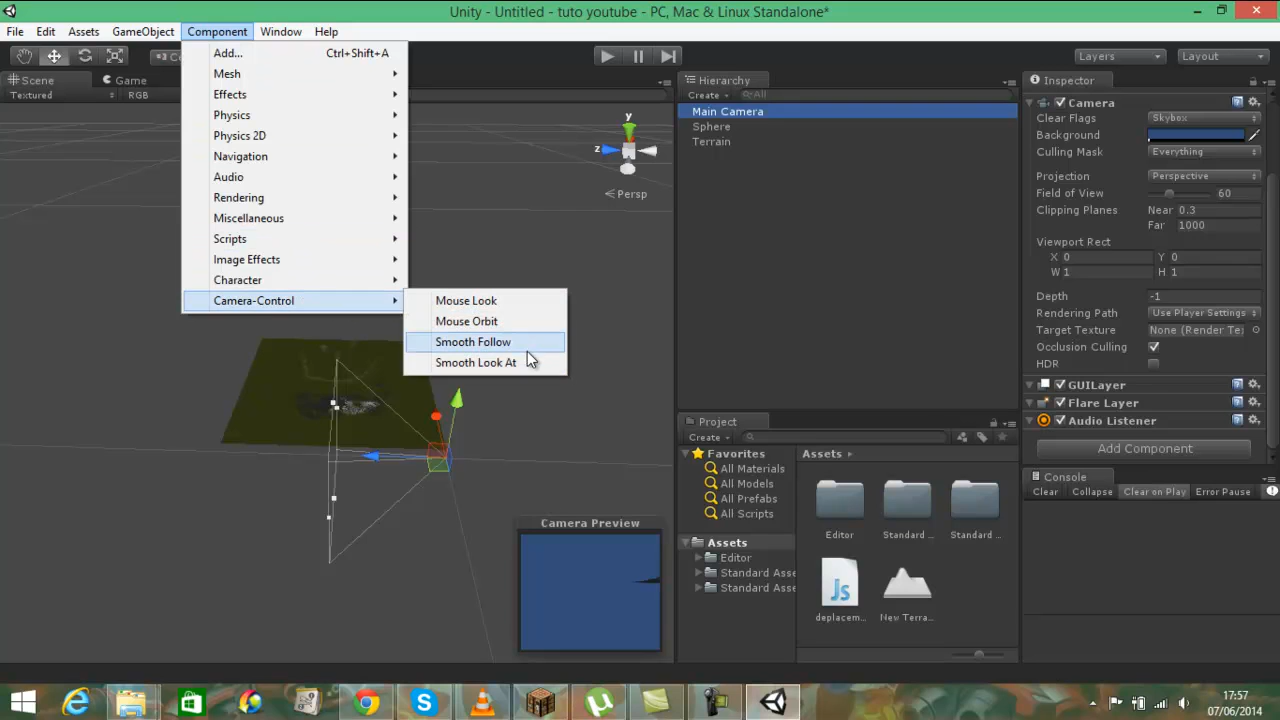 Unity - Untitled - tuto youtube - PC, Mac & Linux Standalone*
File Edit Assets GameObject Component Window Help
Layers Layout
Scene Game
Textured RGB
Add... Ctrl+Shift+A
Mesh
Effects
Physics
Physics 2D
Navigation
Audio
Rendering
Miscellaneous
Scripts
Image Effects
Character
Camera-Control
Mouse Look
Mouse Orbit
Smooth Follow
Smooth Look At
y
z
Persp
Camera Preview
Hierarchy
Create All
Main Camera
Sphere
Terrain
Project
Create
Favorites
All Materials
All Models
All Prefabs
All Scripts
Assets
Editor
Standard Asse
Standard Asse
Assets
Editor Standard ... Standard ...
Js
deplacem... New Terra...
Inspector
Camera
Clear Flags Skybox
Background
Culling Mask Everything
Projection Perspective
Field of View 60
Clipping Planes Near 0.3
Far 1000
Viewport Rect
X 0 Y 0
W 1 H 1
Depth -1
Rendering Path Use Player Settings
Target Texture None (Render Te:
Occlusion Culling
HDR
GUILayer
Flare Layer
Audio Listener
Add Component
Console
Clear Collapse Clear on Play Error Pause
17:57
07/06/2014